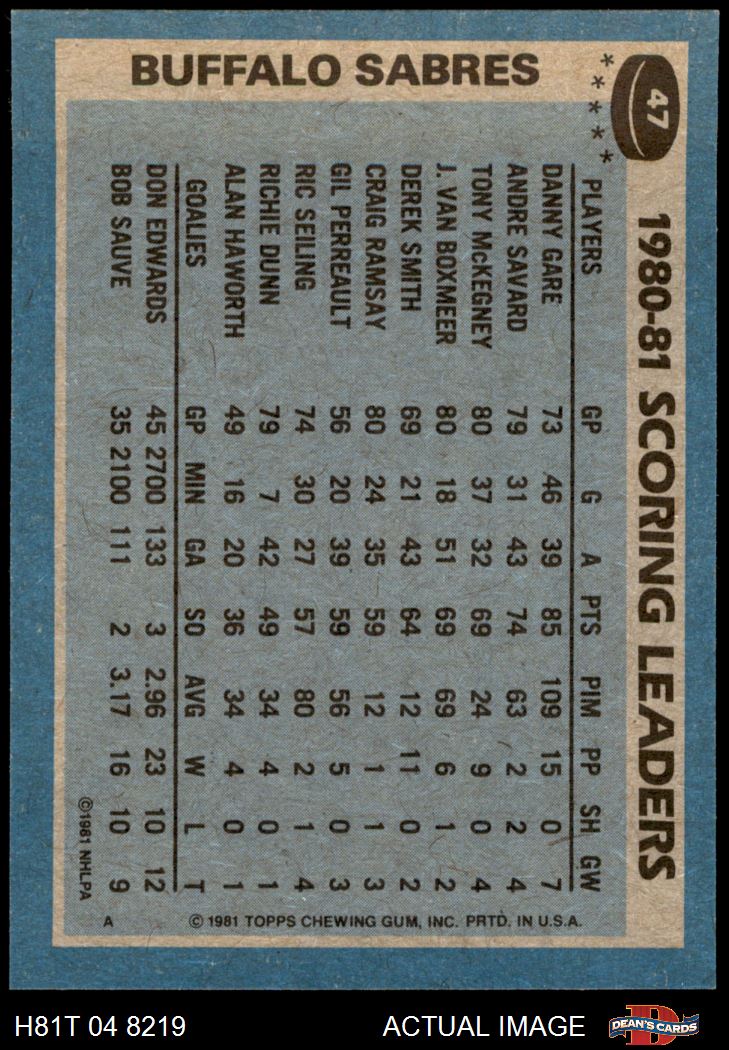 BUFFALO SABRES
47
1980-81 SCORING LEADERS
PLAYERS GP G A PTS PIM PP SH GW
DANNY GARE 73 46 39 85 109 15 0 7
ANDRE SAVARD 79 31 43 74 63 2 2 4
TONY McKEGNEY 80 37 32 69 24 9 0 4
J. VAN BOXMEER 80 18 51 69 69 6 1 2
DEREK SMITH 69 21 43 64 12 11 0 2
CRAIG RAMSAY 80 24 35 59 12 1 1 3
GIL PERREAULT 56 20 39 59 56 5 0 3
RIC SEILING 74 30 27 57 80 2 1 4
RICHIE DUNN 79 7 42 49 34 4 0 1
ALAN HAWORTH 49 16 20 36 34 4 0 1
GOALIES GP MIN GA SO AVG W L T
DON EDWARDS 45 2700 133 3 2.96 23 10 12
BOB SAUVE 35 2100 111 2 3.17 16 10 9
©1981 NHLPA
A © 1981 TOPPS CHEWING GUM, INC. PRTD. IN U.S.A.
H81T 04 8219 ACTUAL IMAGE DEAN'S CARDS